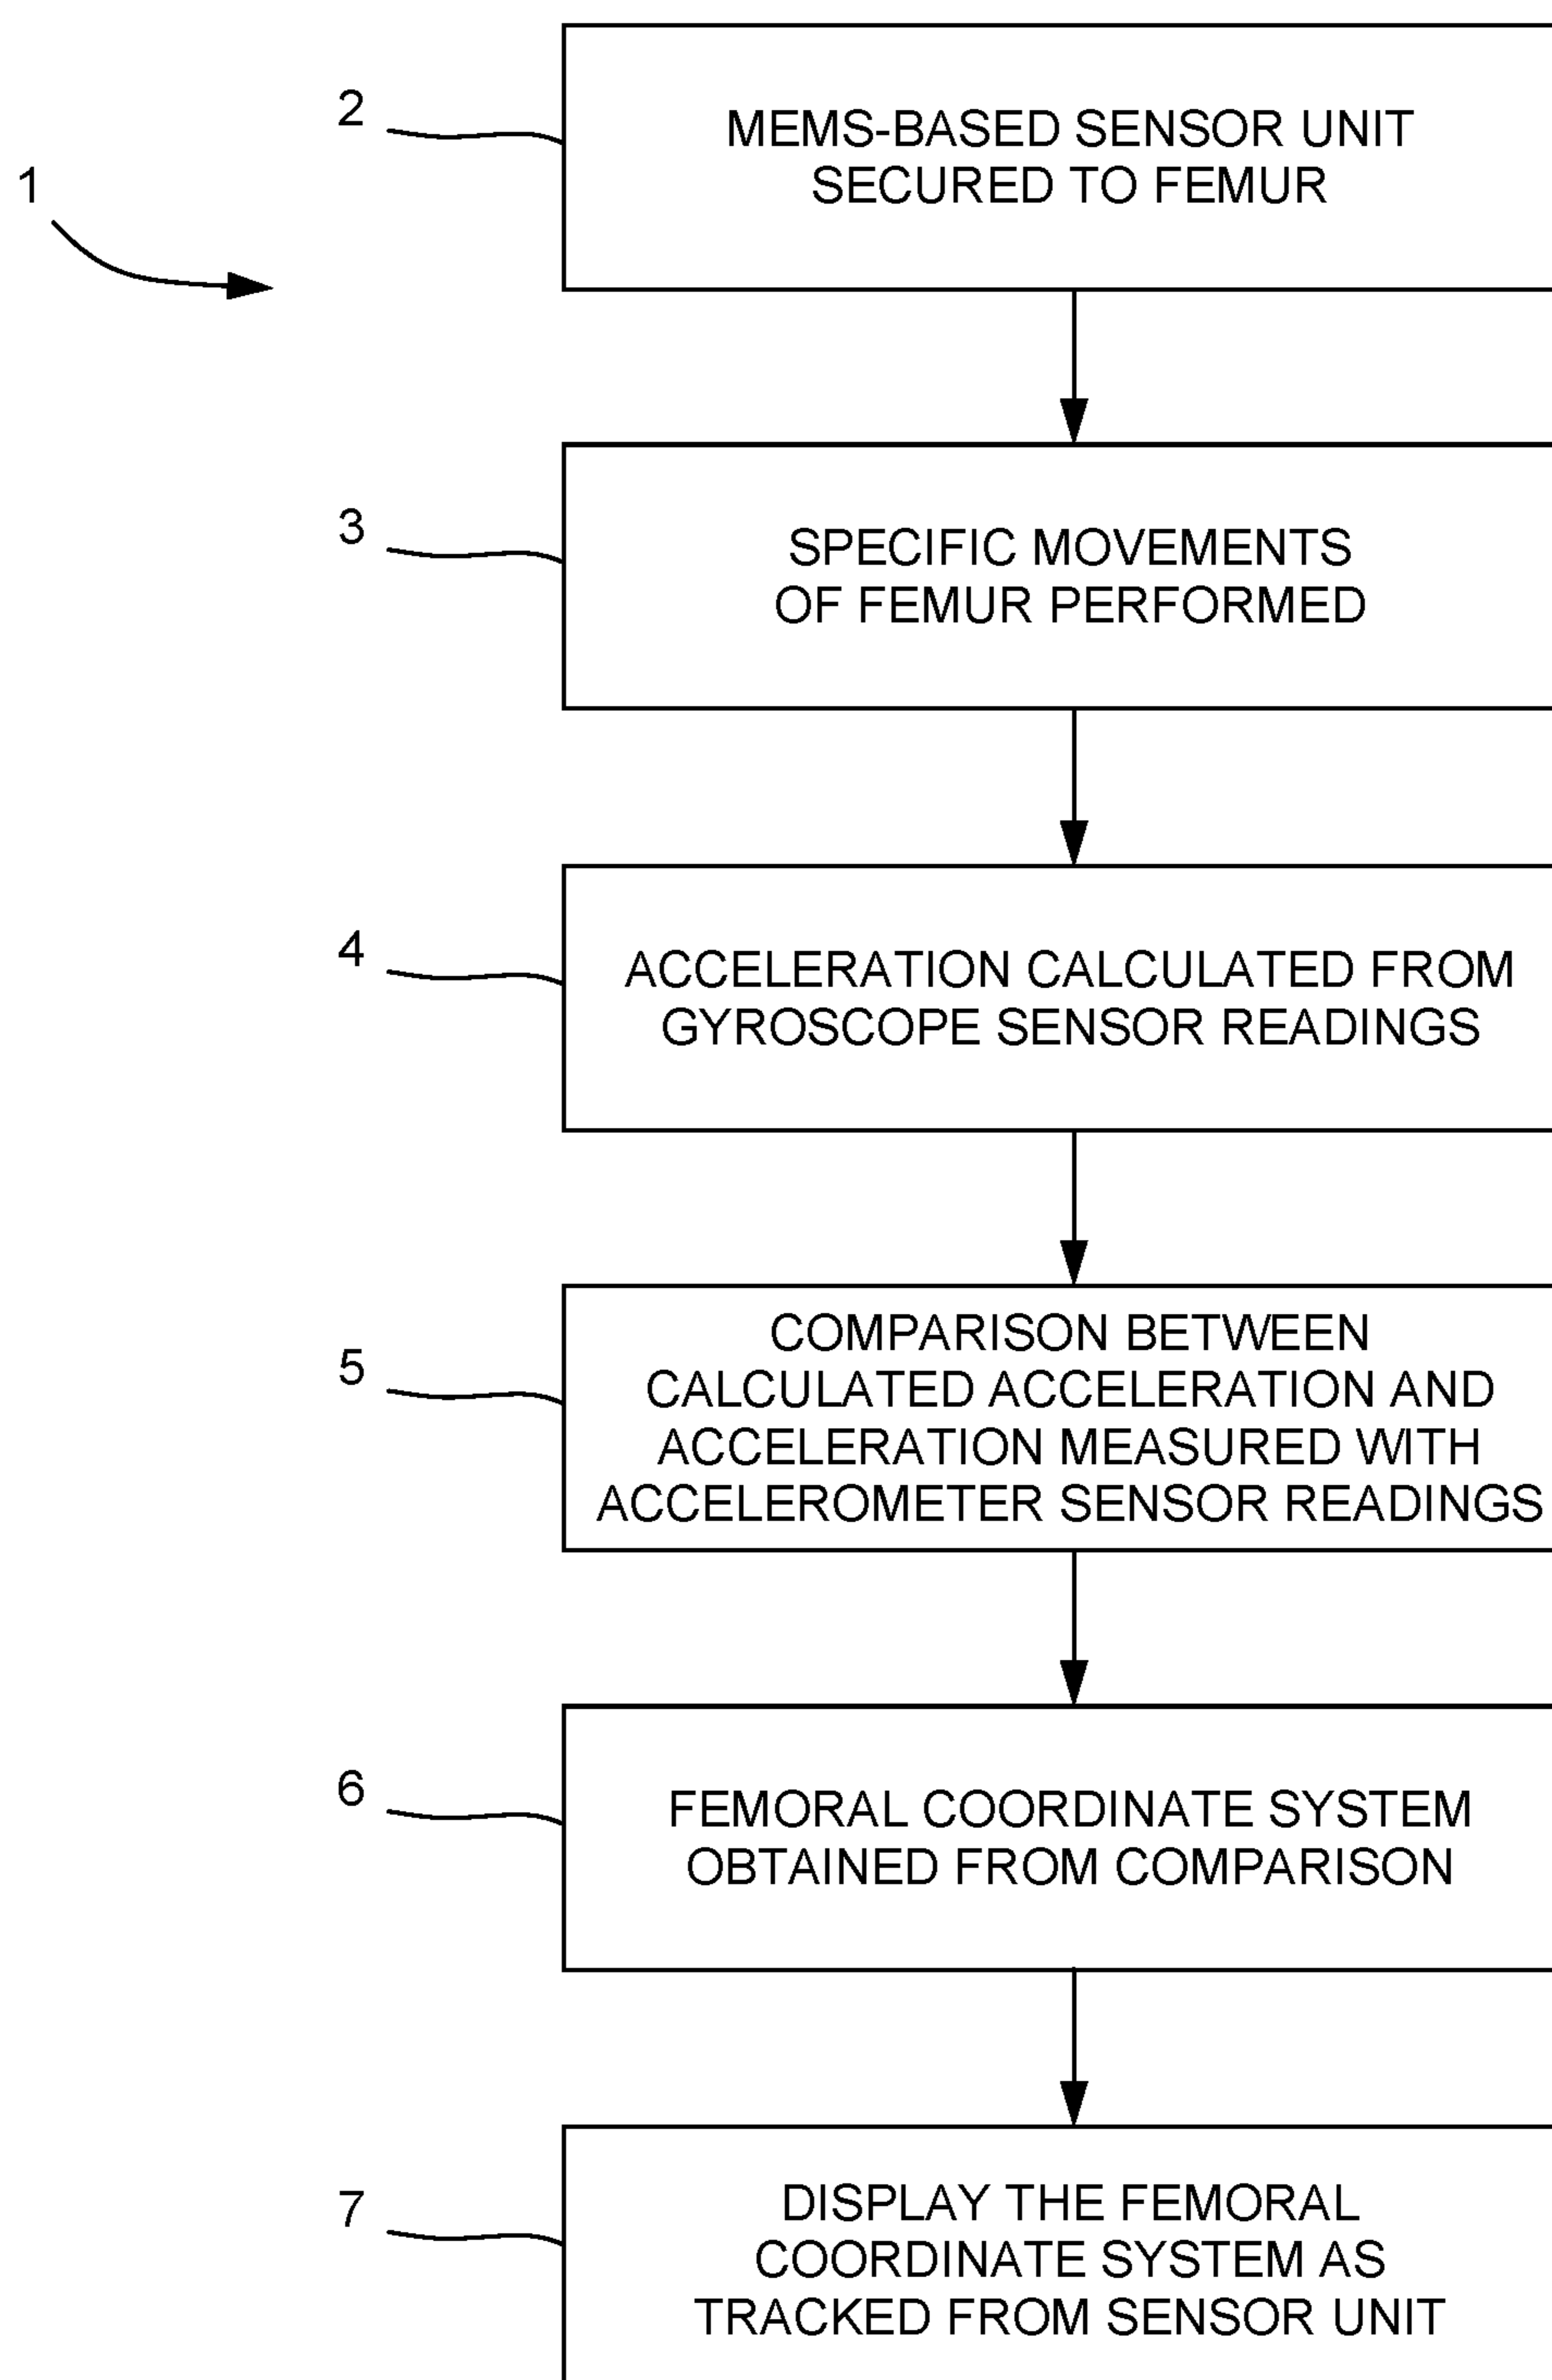 2
MEMS-BASED SENSOR UNIT
SECURED TO FEMUR
1
3
SPECIFIC MOVEMENTS
OF FEMUR PERFORMED
4
ACCELERATION CALCULATED FROM
GYROSCOPE SENSOR READINGS
5
COMPARISON BETWEEN
CALCULATED ACCELERATION AND
ACCELERATION MEASURED WITH
ACCELEROMETER SENSOR READINGS
6
FEMORAL COORDINATE SYSTEM
OBTAINED FROM COMPARISON
7
DISPLAY THE FEMORAL
COORDINATE SYSTEM AS
TRACKED FROM SENSOR UNIT